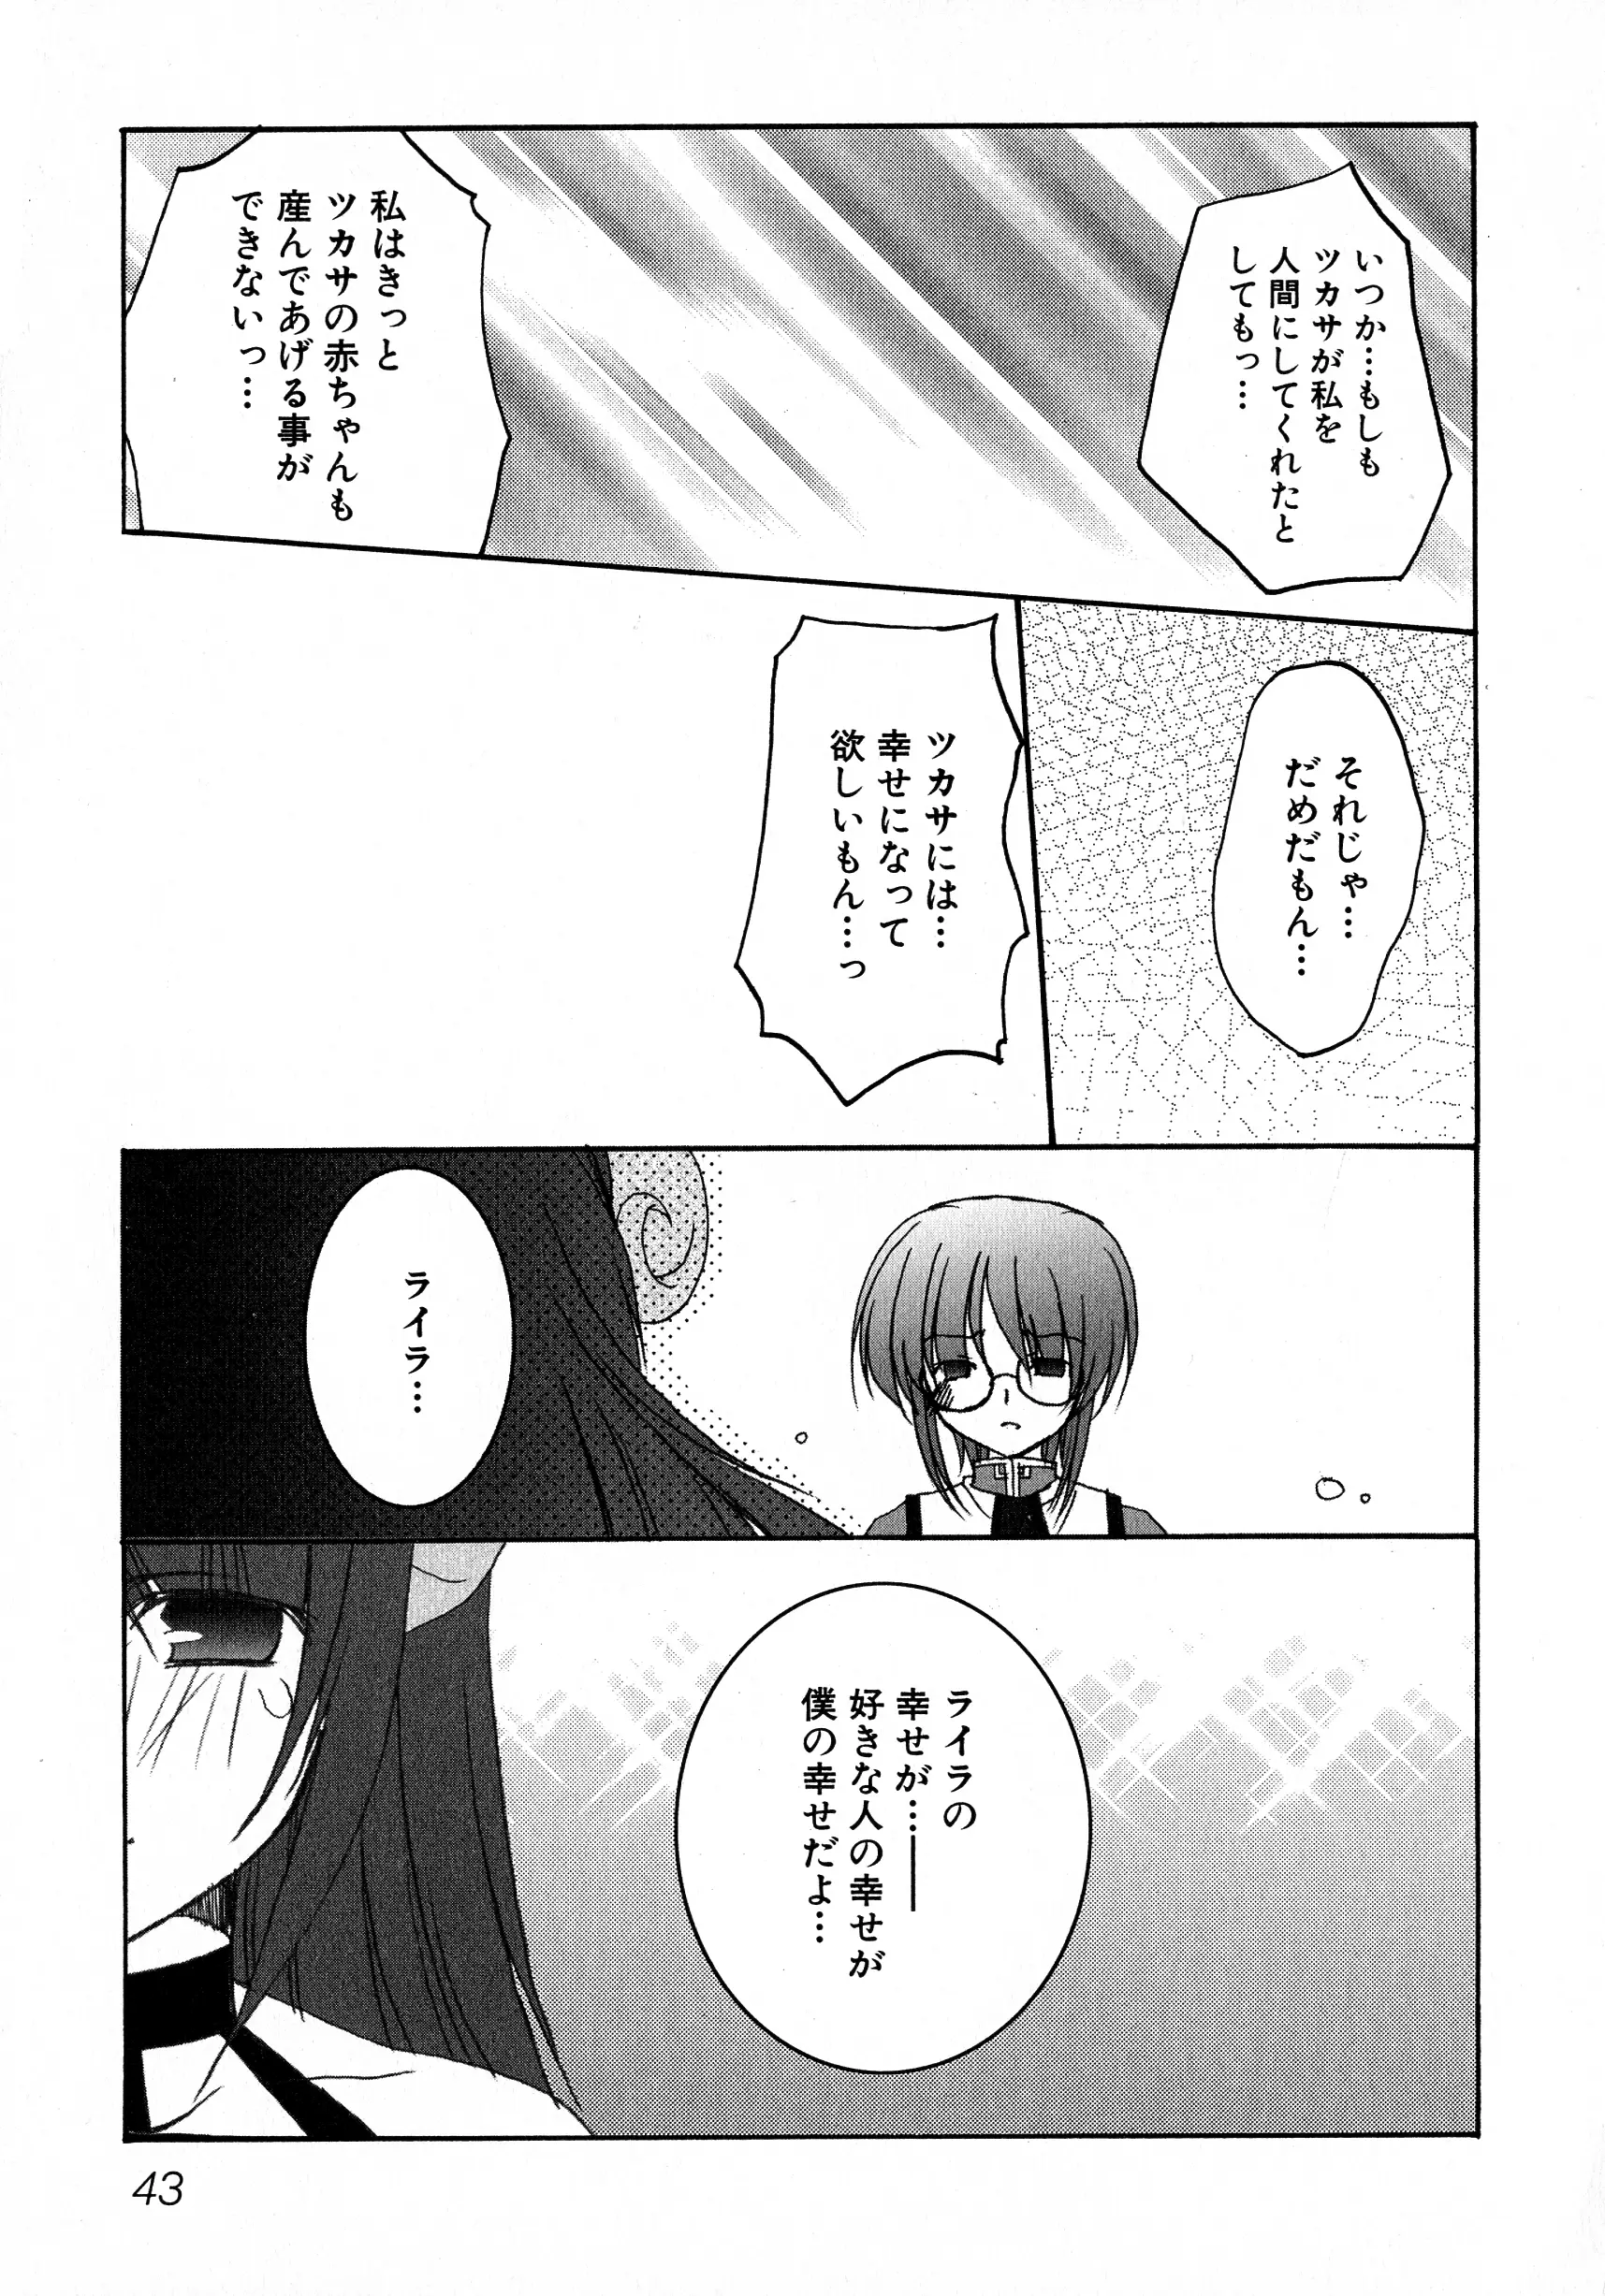 いつか…もしも
ツカサが私を
人間にしてくれたと
してもっ…
私はきっと
ツカサの赤ちゃんも
産んであげる事が
できないっ…
それじゃ…
だめだもん…
ツカサには…
幸せになって
欲しいもん…っ
ライラ…
ライラの
幸せが…――
好きな人の幸せが
僕の幸せだよ…
43